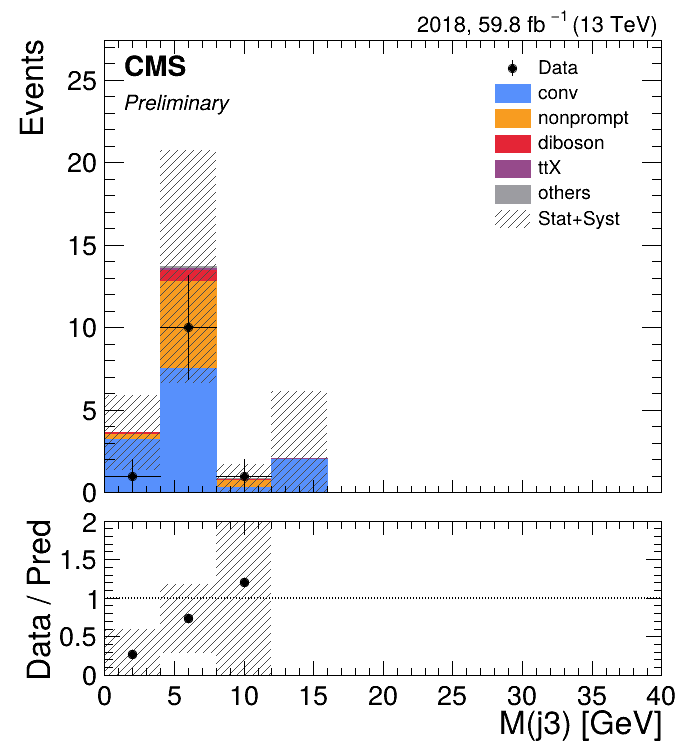 2018, 59.8 fb⁻¹ (13 TeV)
CMS
Preliminary
Events
25
20
15
10
5
0
Data
conv
nonprompt
diboson
ttX
others
Stat+Syst
Data / Pred
2
1.5
1
0.5
0
0 5 10 15 20 25 30 35 40
M(j3) [GeV]